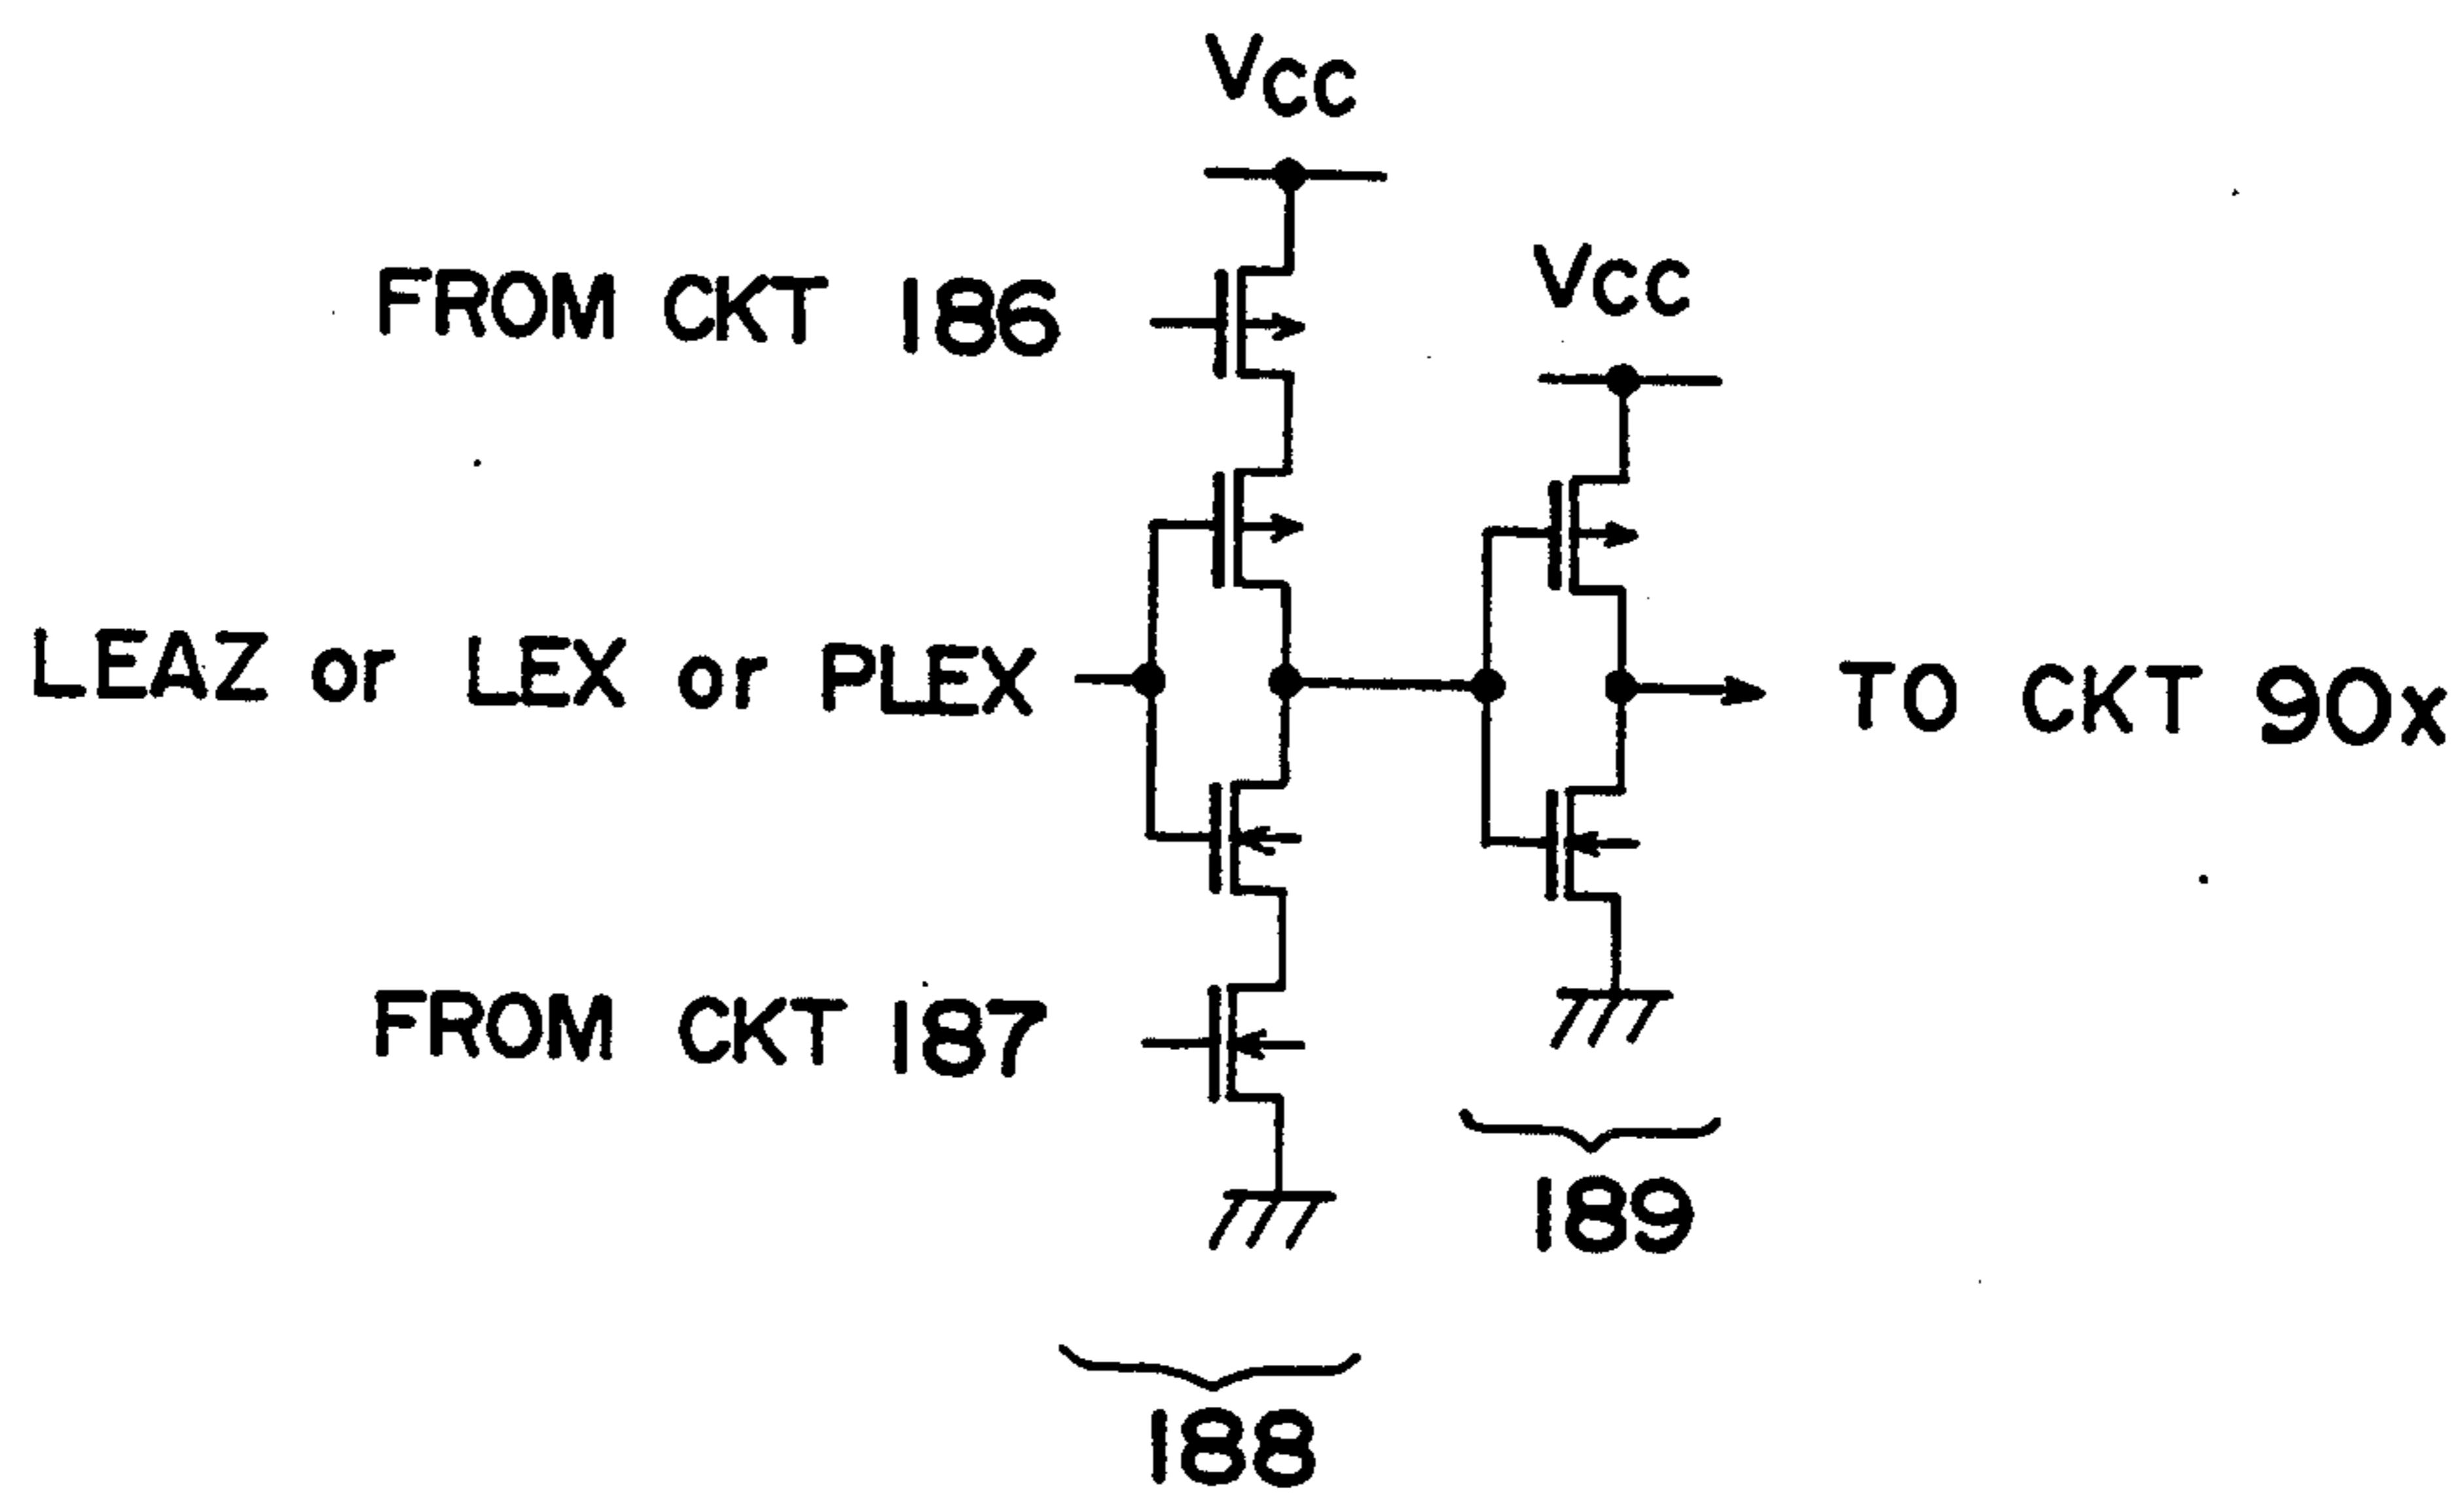 VCC
VCC
FROM CKT 186
LEAZ or LEX or PLEX
TO CKT 90x
FROM CKT 187
189
188